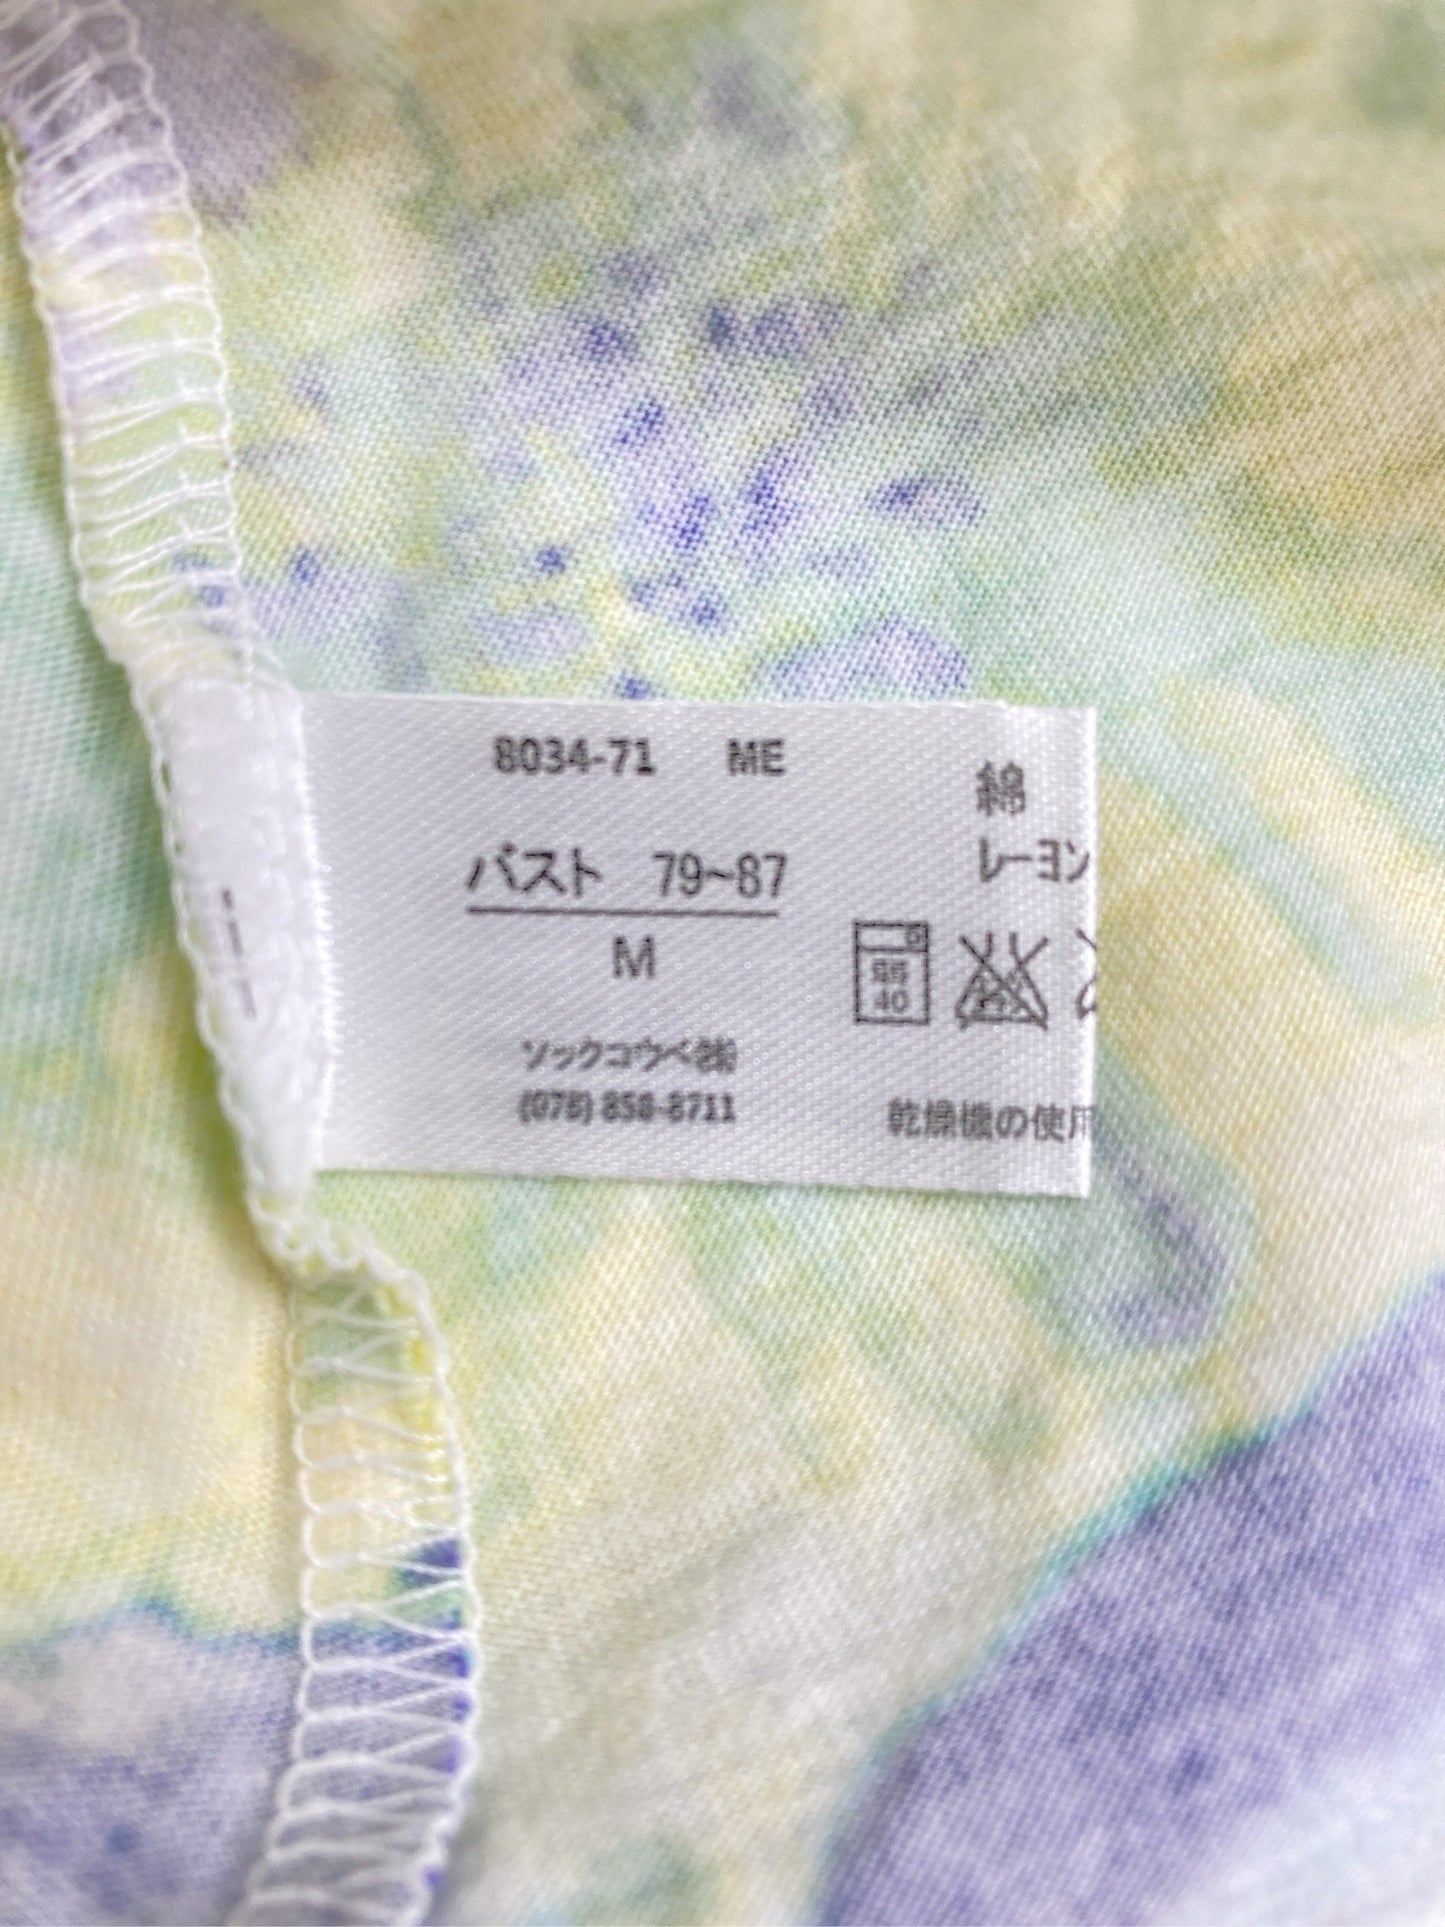 8034-71 ME
バスト 79~87
M
ソックコウベ㈱
(078) 858-8711
綿
レーヨン
弱
40
乾燥機の使用